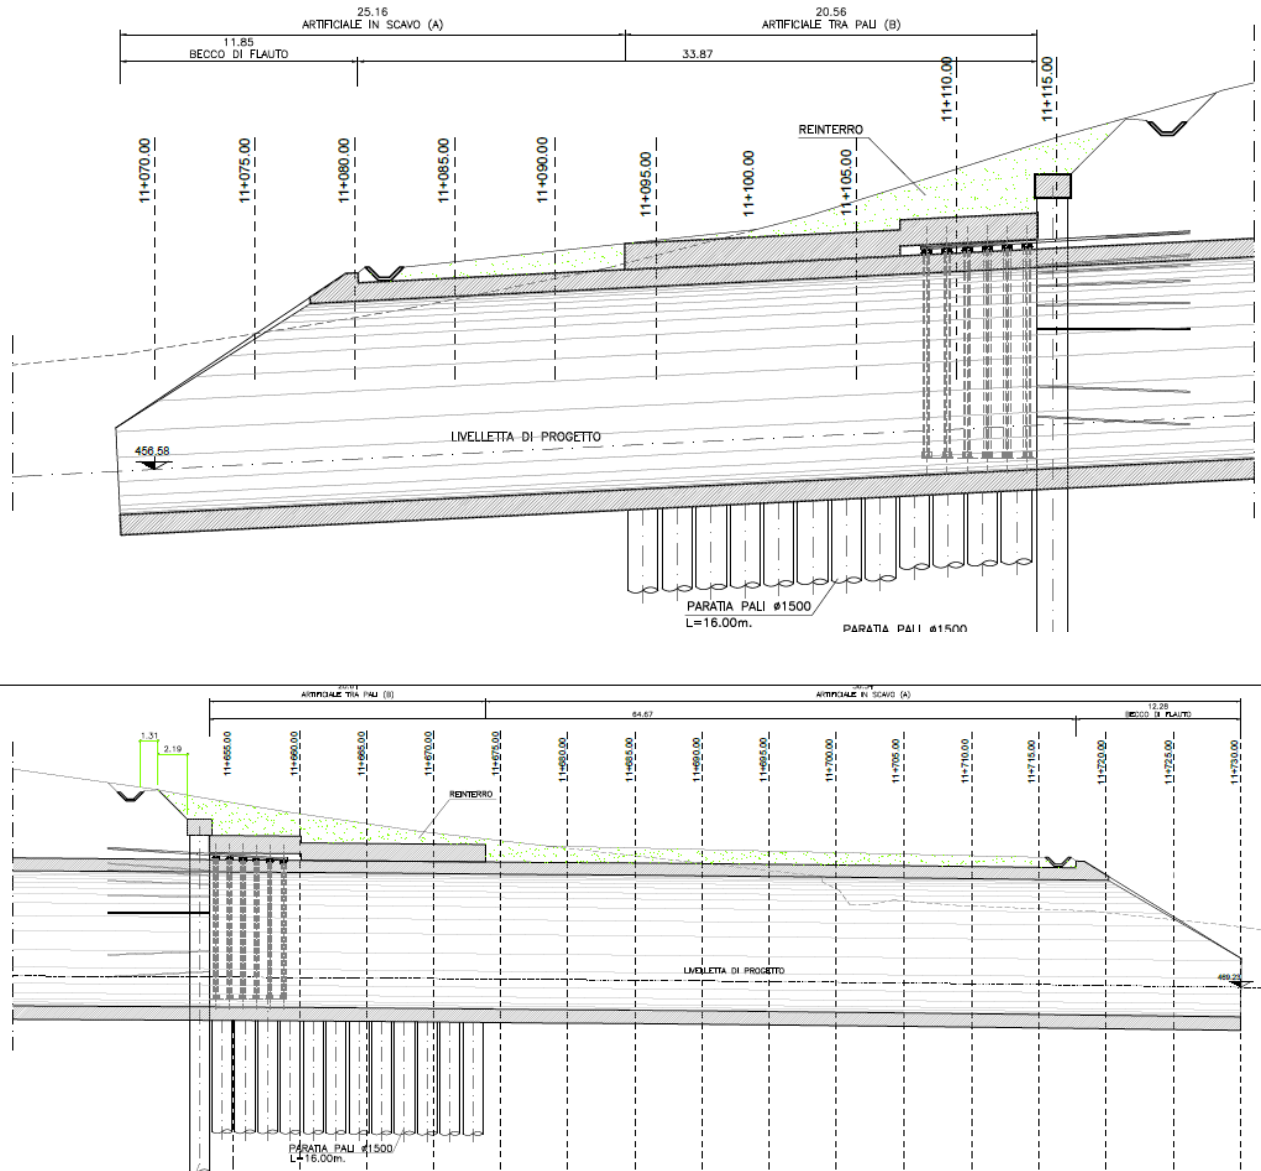 25.16
ARTIFICIALE IN SCAVO (A)
20.56
ARTIFICIALE TRA PALI (B)
11.85
BECCO DI FLAUTO
33.87
11+070.00
11+075.00
11+080.00
11+085.00
11+090.00
11+095.00
11+100.00
11+105.00
11+110.00
11+115.00
REINTERRO
LIVELLETTA DI PROGETTO
456.58
PARATIA PALI ø1500
L=16.00m.
PARATIA PALI ø1500
ARTIFICIALE TRA PALI (B)
ARTIFICIALE IN SCAVO (A)
64.67
12.28
BECCO DI FLAUTO
1.31
2.19
11+655.00
11+660.00
11+665.00
11+670.00
11+675.00
11+680.00
11+685.00
11+690.00
11+695.00
11+700.00
11+705.00
11+710.00
11+715.00
11+720.00
11+725.00
11+730.00
REINTERRO
LIVELLETTA DI PROGETTO
469.23
PARATIA PALI ø1500
L=16.00m.